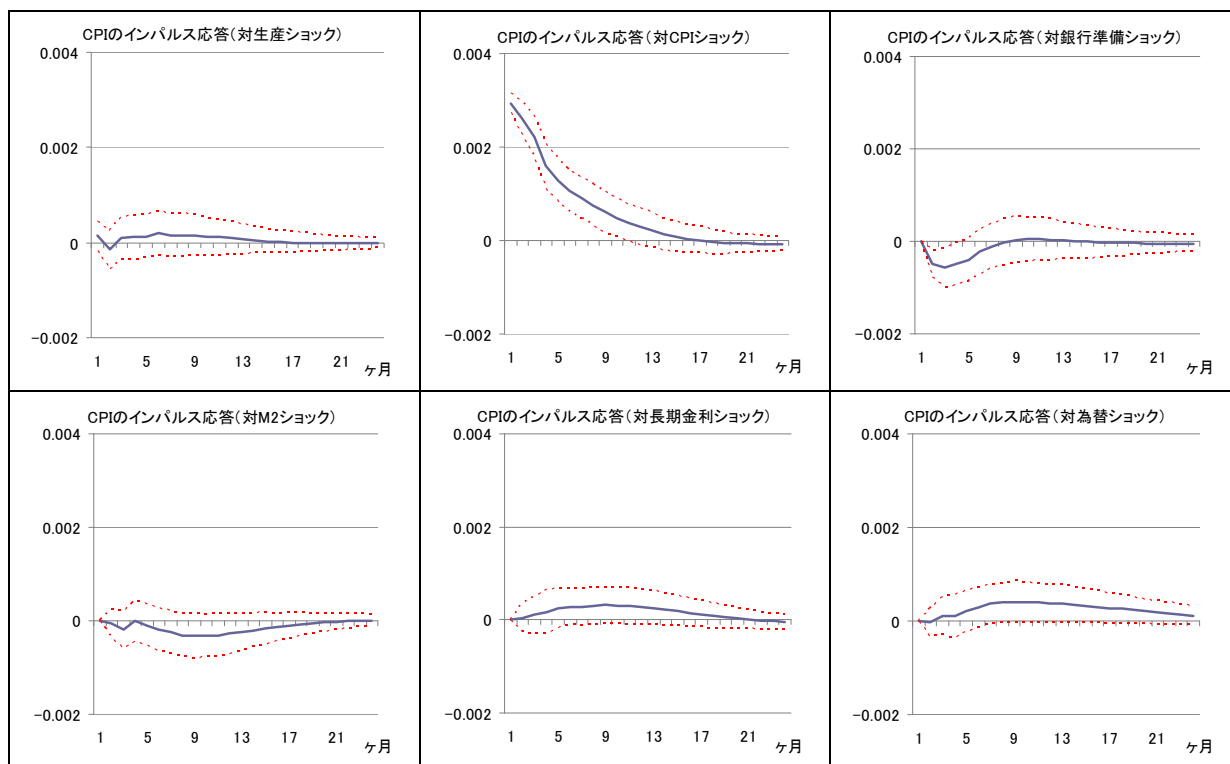 CPIのインパルス応答(対生産ショック)
0.004
0.002
0
-0.002
1 5 9 13 17 21
ヶ月
CPIのインパルス応答(対CPIショック)
0.004
0.002
0
-0.002
1 5 9 13 17 21
ヶ月
CPIのインパルス応答(対銀行準備ショック)
0.004
0.002
0
-0.002
1 5 9 13 17 21
ヶ月
CPIのインパルス応答(対M2ショック)
0.004
0.002
0
-0.002
1 5 9 13 17 21
ヶ月
CPIのインパルス応答(対長期金利ショック)
0.004
0.002
0
-0.002
1 5 9 13 17 21
ヶ月
CPIのインパルス応答(対為替ショック)
0.004
0.002
0
-0.002
1 5 9 13 17 21
ヶ月